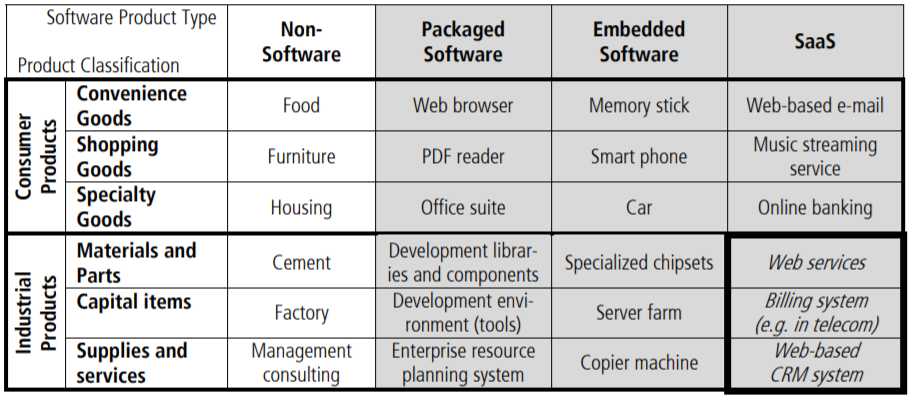 Software Product Type
Product Classification
Non-
Software
Packaged
Software
Embedded
Software
SaaS
Consumer
Products
Convenience
Goods
Food
Web browser
Memory stick
Web-based e-mail
Shopping
Goods
Furniture
PDF reader
Smart phone
Music streaming
service
Specialty
Goods
Housing
Office suite
Car
Online banking
Industrial
Products
Materials and
Parts
Cement
Development librar-
ies and components
Specialized chipsets
Web services
Capital items
Factory
Development envi-
ronment (tools)
Server farm
Billing system
(e.g. in telecom)
Supplies and
services
Management
consulting
Enterprise resource
planning system
Copier machine
Web-based
CRM system